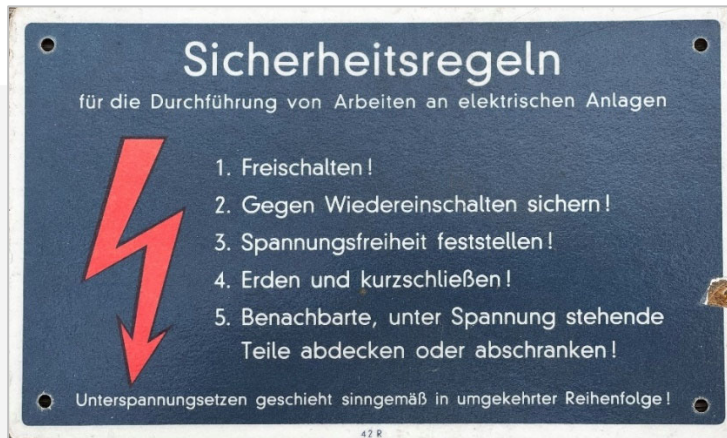 Sicherheitsregeln
für die Durchführung von Arbeiten an elektrischen Anlagen
1. Freischalten!
2. Gegen Wiedereinschalten sichern!
3. Spannungsfreiheit feststellen!
4. Erden und kurzschließen!
5. Benachbarte, unter Spannung stehende
Teile abdecken oder abschranken!
Unterspannungsetzen geschieht sinngemäß in umgekehrter Reihenfolge!
42 R